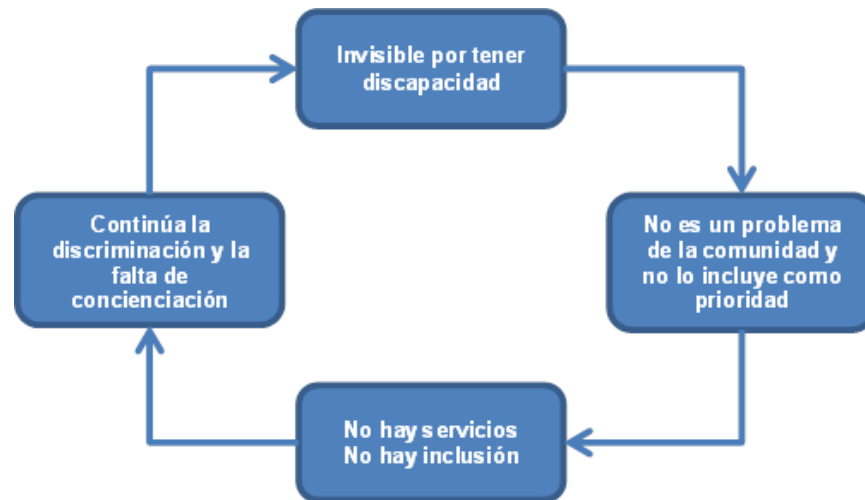 Invisible por tener
discapacidad
No es un problema
de la comunidad y
no lo incluye como
prioridad
No hay servicios
No hay inclusión
Continúa la
discriminación y la
falta de
concienciación